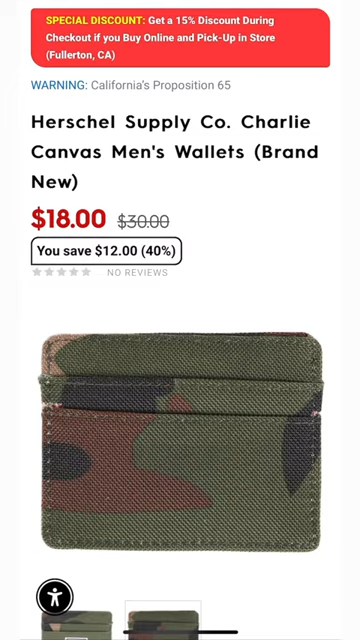 SPECIAL DISCOUNT: Get a 15% Discount During
Checkout if you Buy Online and Pick-Up in Store
(Fullerton, CA)
WARNING: California's Proposition 65
Herschel Supply Co. Charlie
Canvas Men's Wallets (Brand
New)
$18.00 $30.00
You save $12.00 (40%)
NO REVIEWS